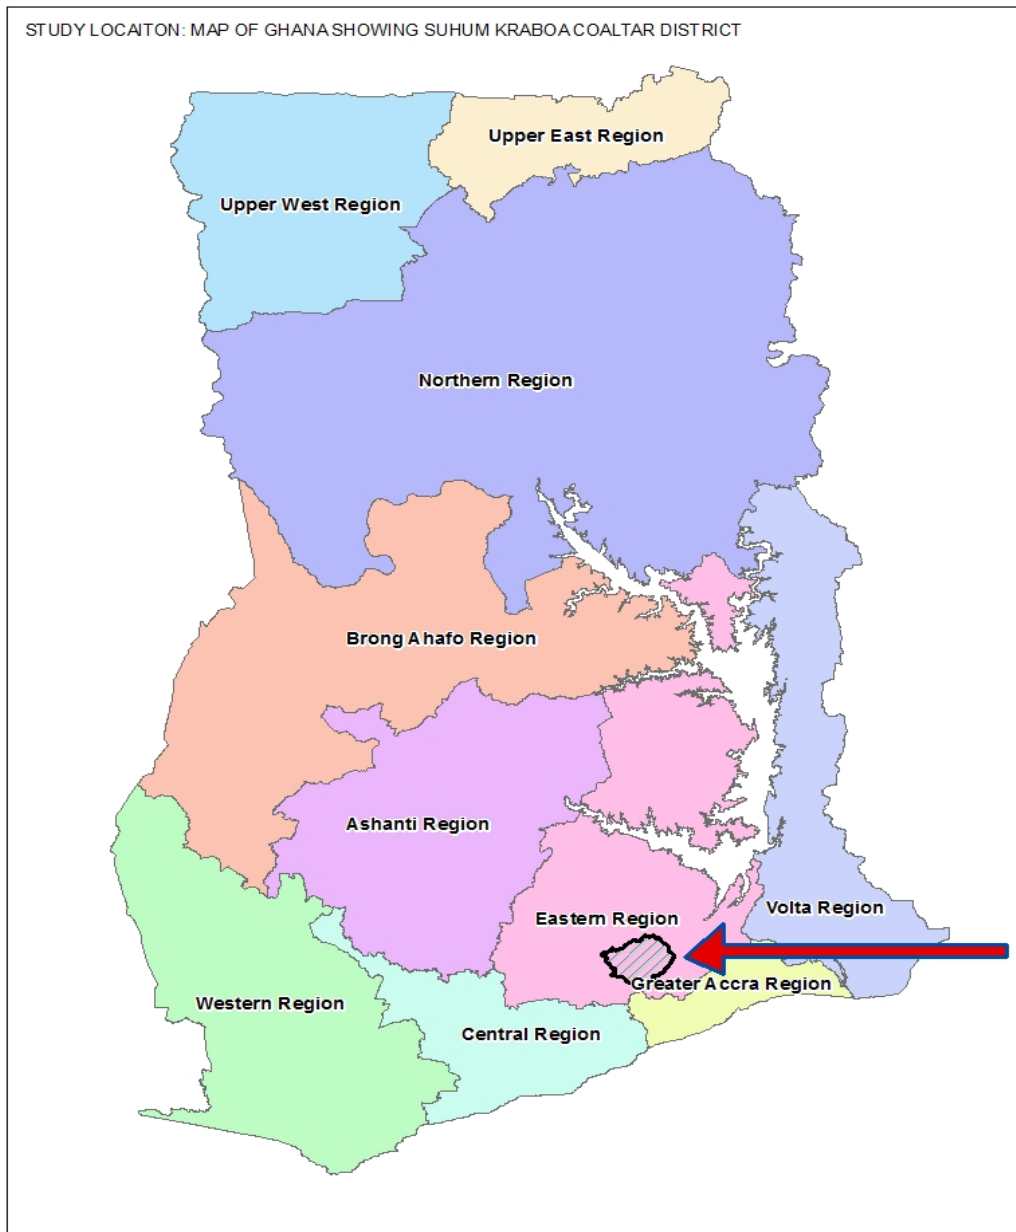 STUDY LOCAITON: MAP OF GHANA SHOWING SUHUM KRABOA COALTAR DISTRICT
Upper East Region
Upper West Region
Northern Region
Brong Ahafo Region
Ashanti Region
Volta Region
Eastern Region
Greater Accra Region
Western Region
Central Region